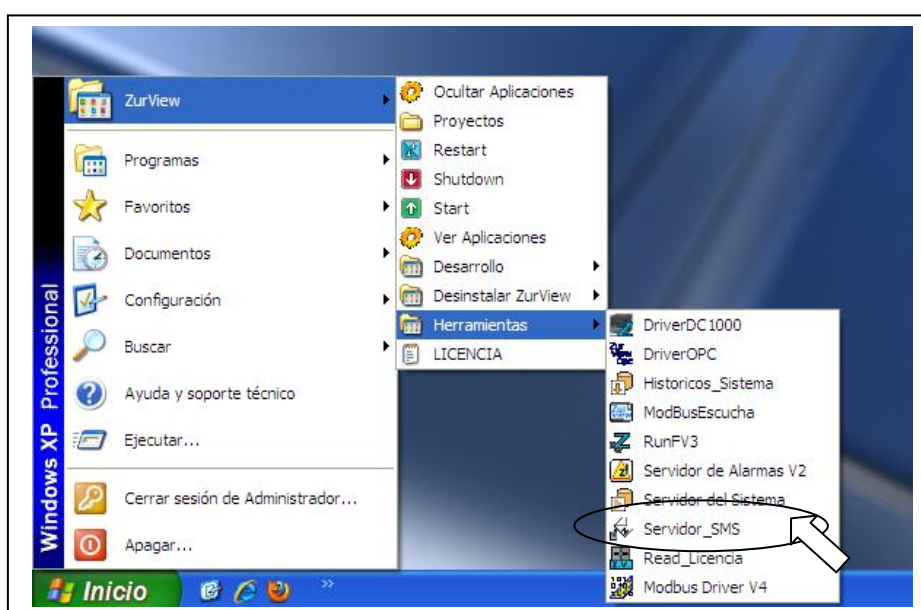 ZurView
Programas
Favoritos
Documentos
Configuración
Buscar
Ayuda y soporte técnico
Ejecutar...
Cerrar sesión de Administrador...
Apagar...
Windows XP Professional
Inicio
»
Ocultar Aplicaciones
Proyectos
Restart
Shutdown
Start
Ver Aplicaciones
Desarrollo
Desinstalar ZurView
Herramientas
LICENCIA
DriverDC1000
DriverOPC
Historicos_Sistema
ModBusEscucha
RunFV3
Servidor de Alarmas V2
Servidor del Sistema
Servidor_SMS
Read_Licencia
Modbus Driver V4